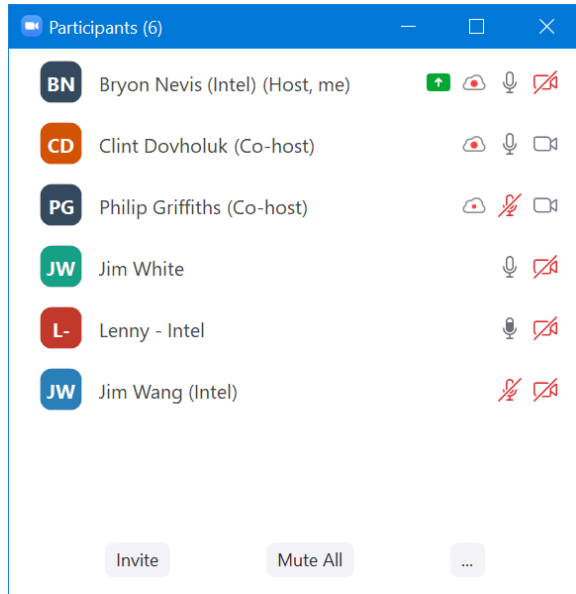 Participants (6)
BN Bryon Nevis (Intel) (Host, me)
CD Clint Dovholuk (Co-host)
PG Philip Griffiths (Co-host)
JW Jim White
L- Lenny - Intel
JW Jim Wang (Intel)
Invite Mute All ...